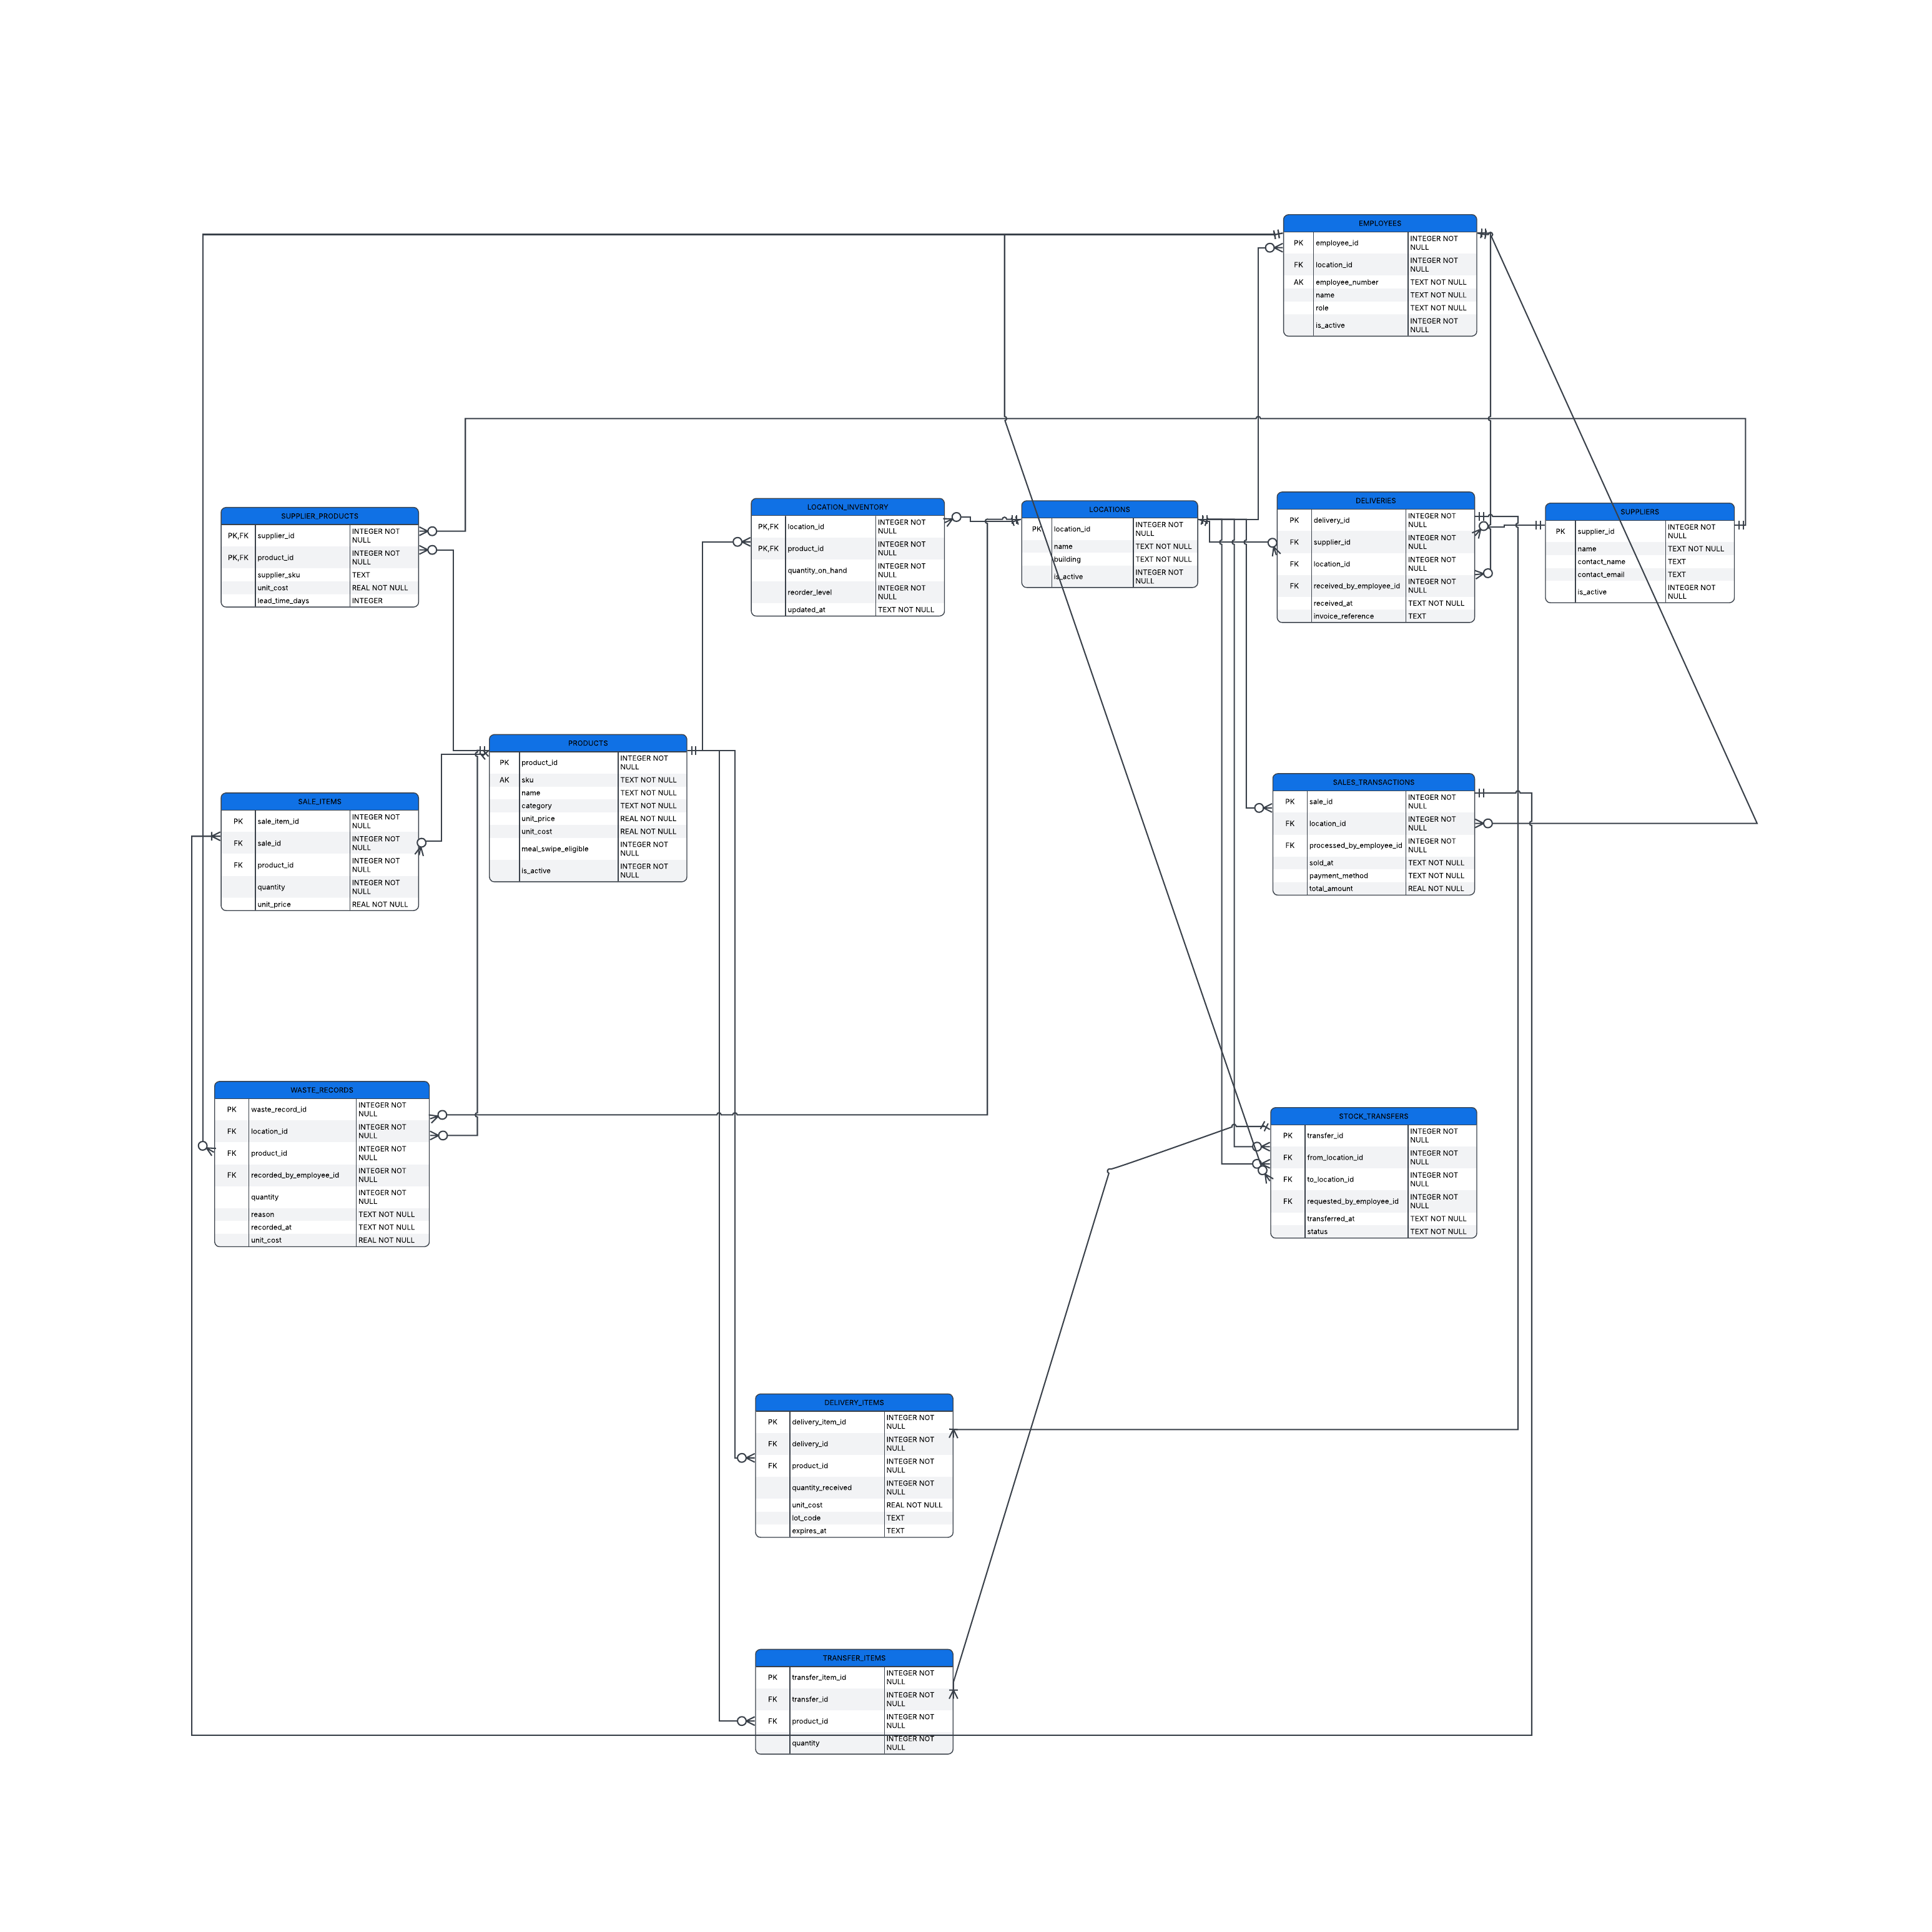 EMPLOYEES
PK employee_id INTEGER NOT NULL
FK location_id INTEGER NOT NULL
AK employee_number TEXT NOT NULL
name TEXT NOT NULL
role TEXT NOT NULL
is_active INTEGER NOT NULL
SUPPLIER_PRODUCTS
PK,FK supplier_id INTEGER NOT NULL
PK,FK product_id INTEGER NOT NULL
supplier_sku TEXT
unit_cost REAL NOT NULL
lead_time_days INTEGER
LOCATION_INVENTORY
PK,FK location_id INTEGER NOT NULL
PK,FK product_id INTEGER NOT NULL
quantity_on_hand INTEGER NOT NULL
reorder_level INTEGER NOT NULL
updated_at TEXT NOT NULL
LOCATIONS
PK location_id INTEGER NOT NULL
name TEXT NOT NULL
building TEXT NOT NULL
is_active INTEGER NOT NULL
DELIVERIES
PK delivery_id INTEGER NOT NULL
FK supplier_id INTEGER NOT NULL
FK location_id INTEGER NOT NULL
FK received_by_employee_id INTEGER NOT NULL
received_at TEXT NOT NULL
invoice_reference TEXT
SUPPLIERS
PK supplier_id INTEGER NOT NULL
name TEXT NOT NULL
contact_name TEXT
contact_email TEXT
is_active INTEGER NOT NULL
PRODUCTS
PK product_id INTEGER NOT NULL
AK sku TEXT NOT NULL
name TEXT NOT NULL
category TEXT NOT NULL
unit_price REAL NOT NULL
unit_cost REAL NOT NULL
meal_swipe_eligible INTEGER NOT NULL
is_active INTEGER NOT NULL
SALE_ITEMS
PK sale_item_id INTEGER NOT NULL
FK sale_id INTEGER NOT NULL
FK product_id INTEGER NOT NULL
quantity INTEGER NOT NULL
unit_price REAL NOT NULL
SALES_TRANSACTIONS
PK sale_id INTEGER NOT NULL
FK location_id INTEGER NOT NULL
FK processed_by_employee_id INTEGER NOT NULL
sold_at TEXT NOT NULL
payment_method TEXT NOT NULL
total_amount REAL NOT NULL
WASTE_RECORDS
PK waste_record_id INTEGER NOT NULL
FK location_id INTEGER NOT NULL
FK product_id INTEGER NOT NULL
FK recorded_by_employee_id INTEGER NOT NULL
quantity INTEGER NOT NULL
reason TEXT NOT NULL
recorded_at TEXT NOT NULL
unit_cost REAL NOT NULL
STOCK_TRANSFERS
PK transfer_id INTEGER NOT NULL
FK from_location_id INTEGER NOT NULL
FK to_location_id INTEGER NOT NULL
FK requested_by_employee_id INTEGER NOT NULL
transferred_at TEXT NOT NULL
status TEXT NOT NULL
DELIVERY_ITEMS
PK delivery_item_id INTEGER NOT NULL
FK delivery_id INTEGER NOT NULL
FK product_id INTEGER NOT NULL
quantity_received INTEGER NOT NULL
unit_cost REAL NOT NULL
lot_code TEXT
expires_at TEXT
TRANSFER_ITEMS
PK transfer_item_id INTEGER NOT NULL
FK transfer_id INTEGER NOT NULL
FK product_id INTEGER NOT NULL
quantity INTEGER NOT NULL